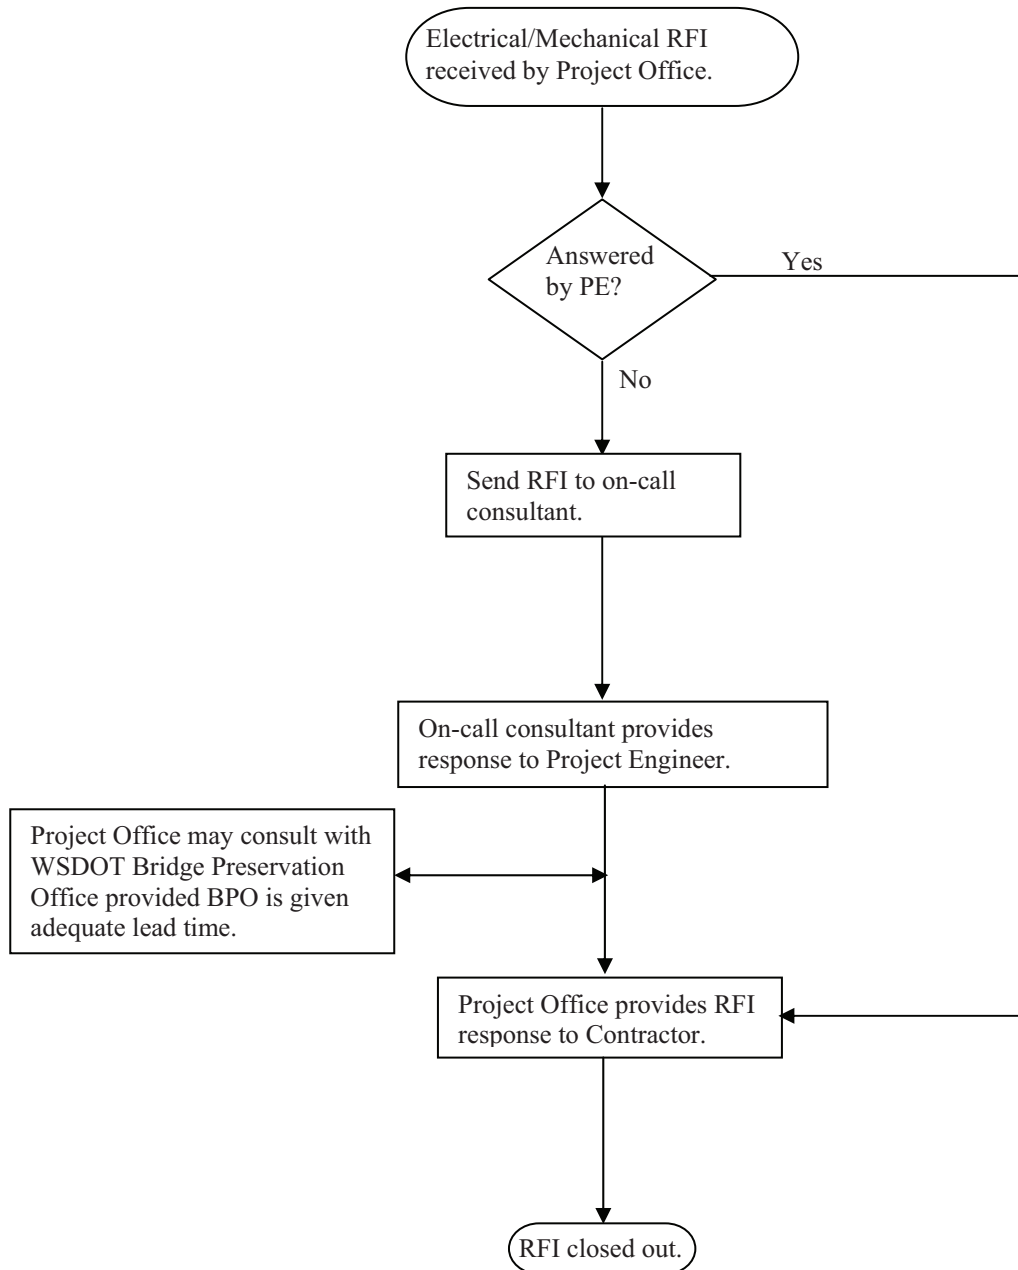 Electrical/Mechanical RFI
received by Project Office.
Answered
by PE?
Yes
No
Send RFI to on-call
consultant.
On-call consultant provides
response to Project Engineer.
Project Office may consult with
WSDOT Bridge Preservation
Office provided BPO is given
adequate lead time.
Project Office provides RFI
response to Contractor.
RFI closed out.